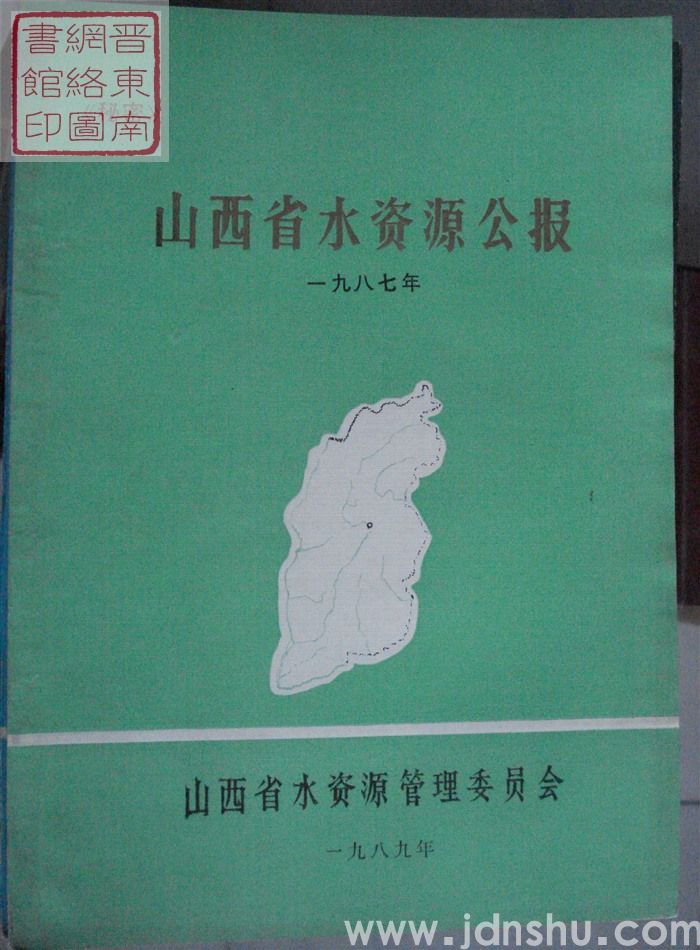 晋東南
網絡圖
書館印
《秘密》
山西省水资源公报
一九八七年
山西省水资源管理委员会
一九八九年
www.jdnshu.com